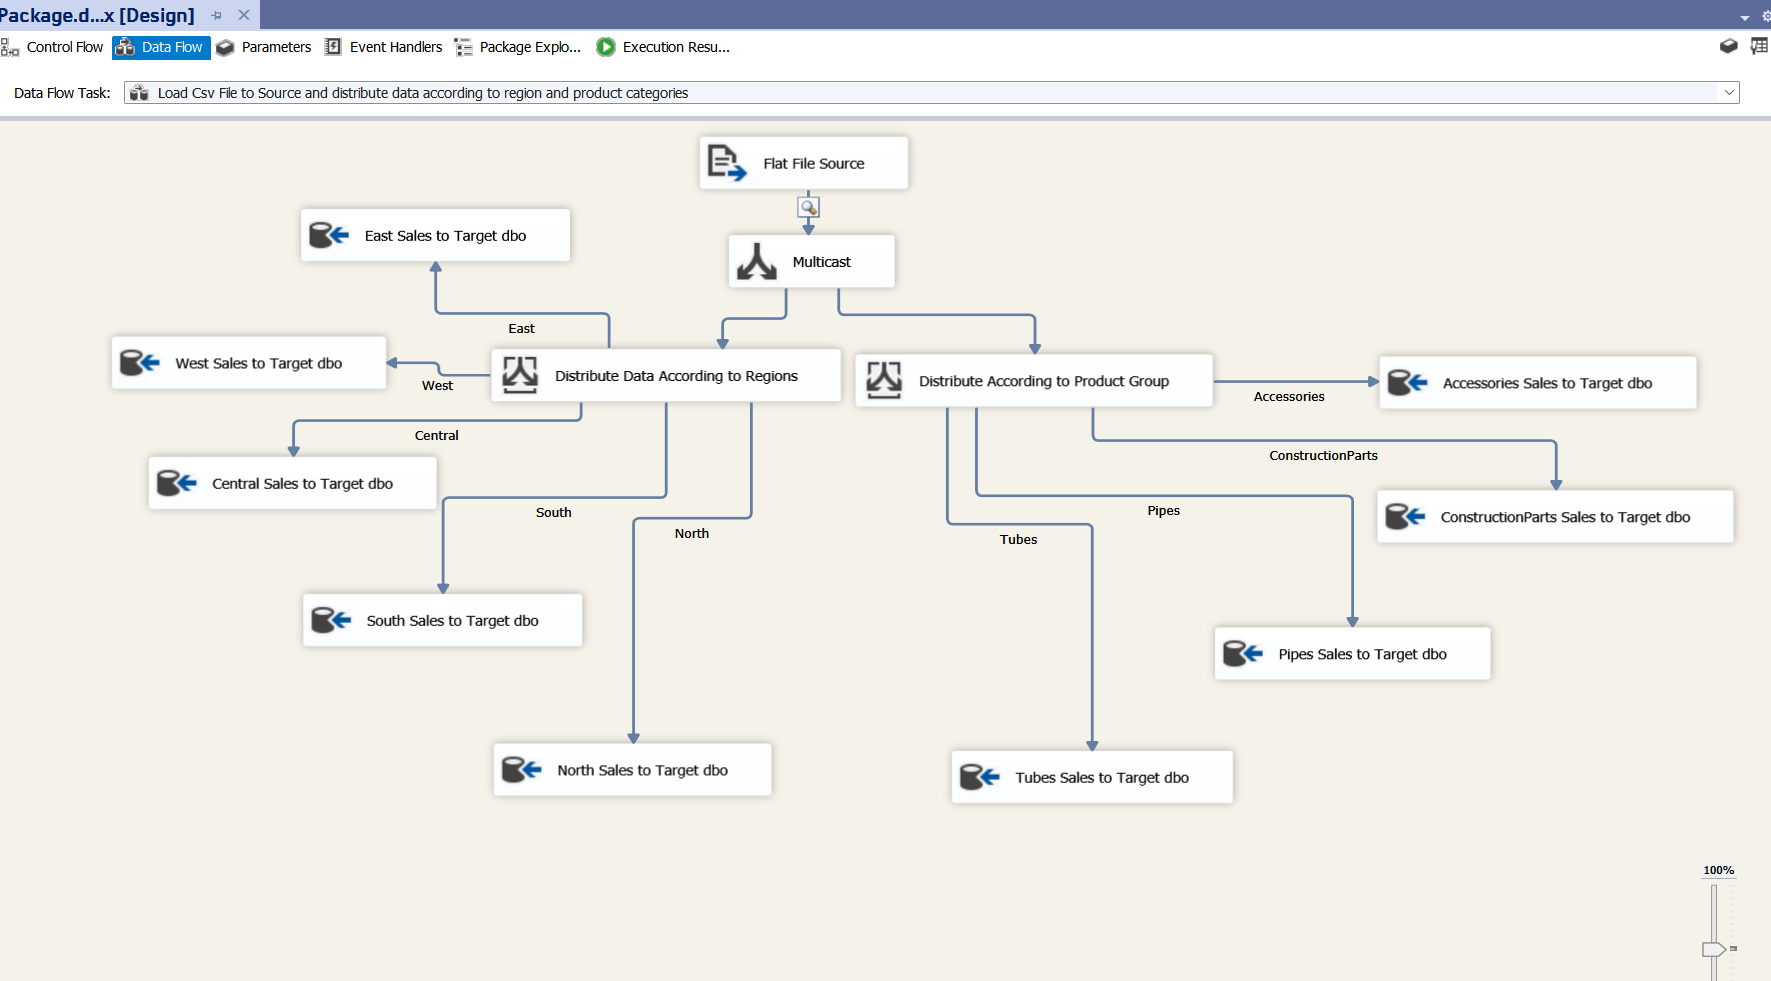 Package.d...x [Design]
Control Flow
Data Flow
Parameters
Event Handlers
Package Explo...
Execution Resu...
Data Flow Task:
Load Csv File to Source and distribute data according to region and product categories
Flat File Source
East Sales to Target dbo
Multicast
East
West Sales to Target dbo
West
Distribute Data According to Regions
Distribute According to Product Group
Accessories
Accessories Sales to Target dbo
Central
ConstructionParts
Central Sales to Target dbo
South
North
Pipes
Tubes
ConstructionParts Sales to Target dbo
South Sales to Target dbo
Pipes Sales to Target dbo
North Sales to Target dbo
Tubes Sales to Target dbo
100%